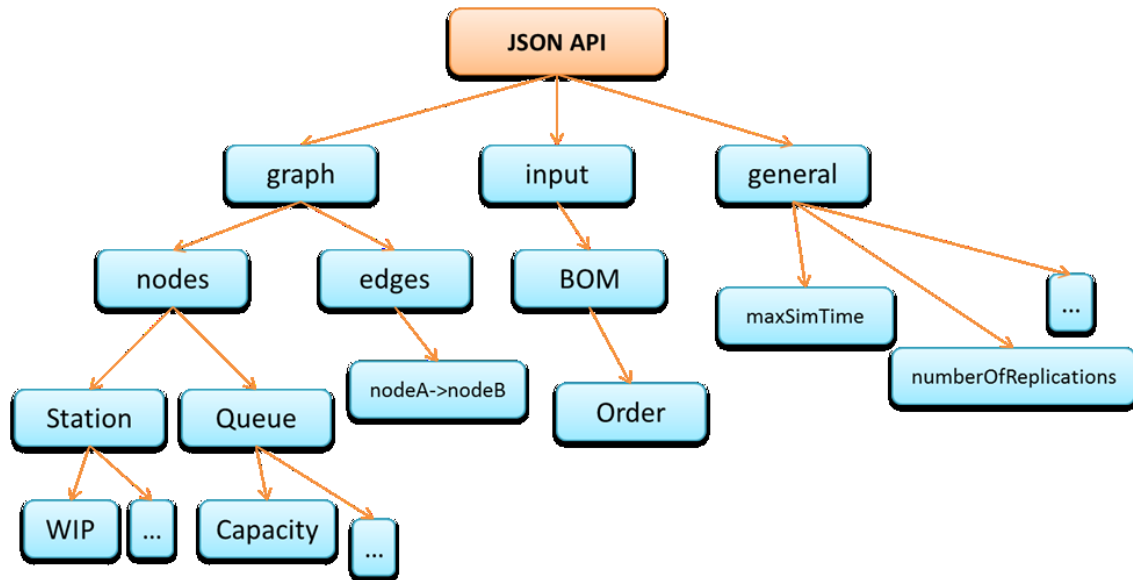 JSON API
graph
input
general
nodes
edges
BOM
maxSimTime
...
nodeA->nodeB
numberOfReplications
Station
Queue
Order
WIP
...
Capacity
...